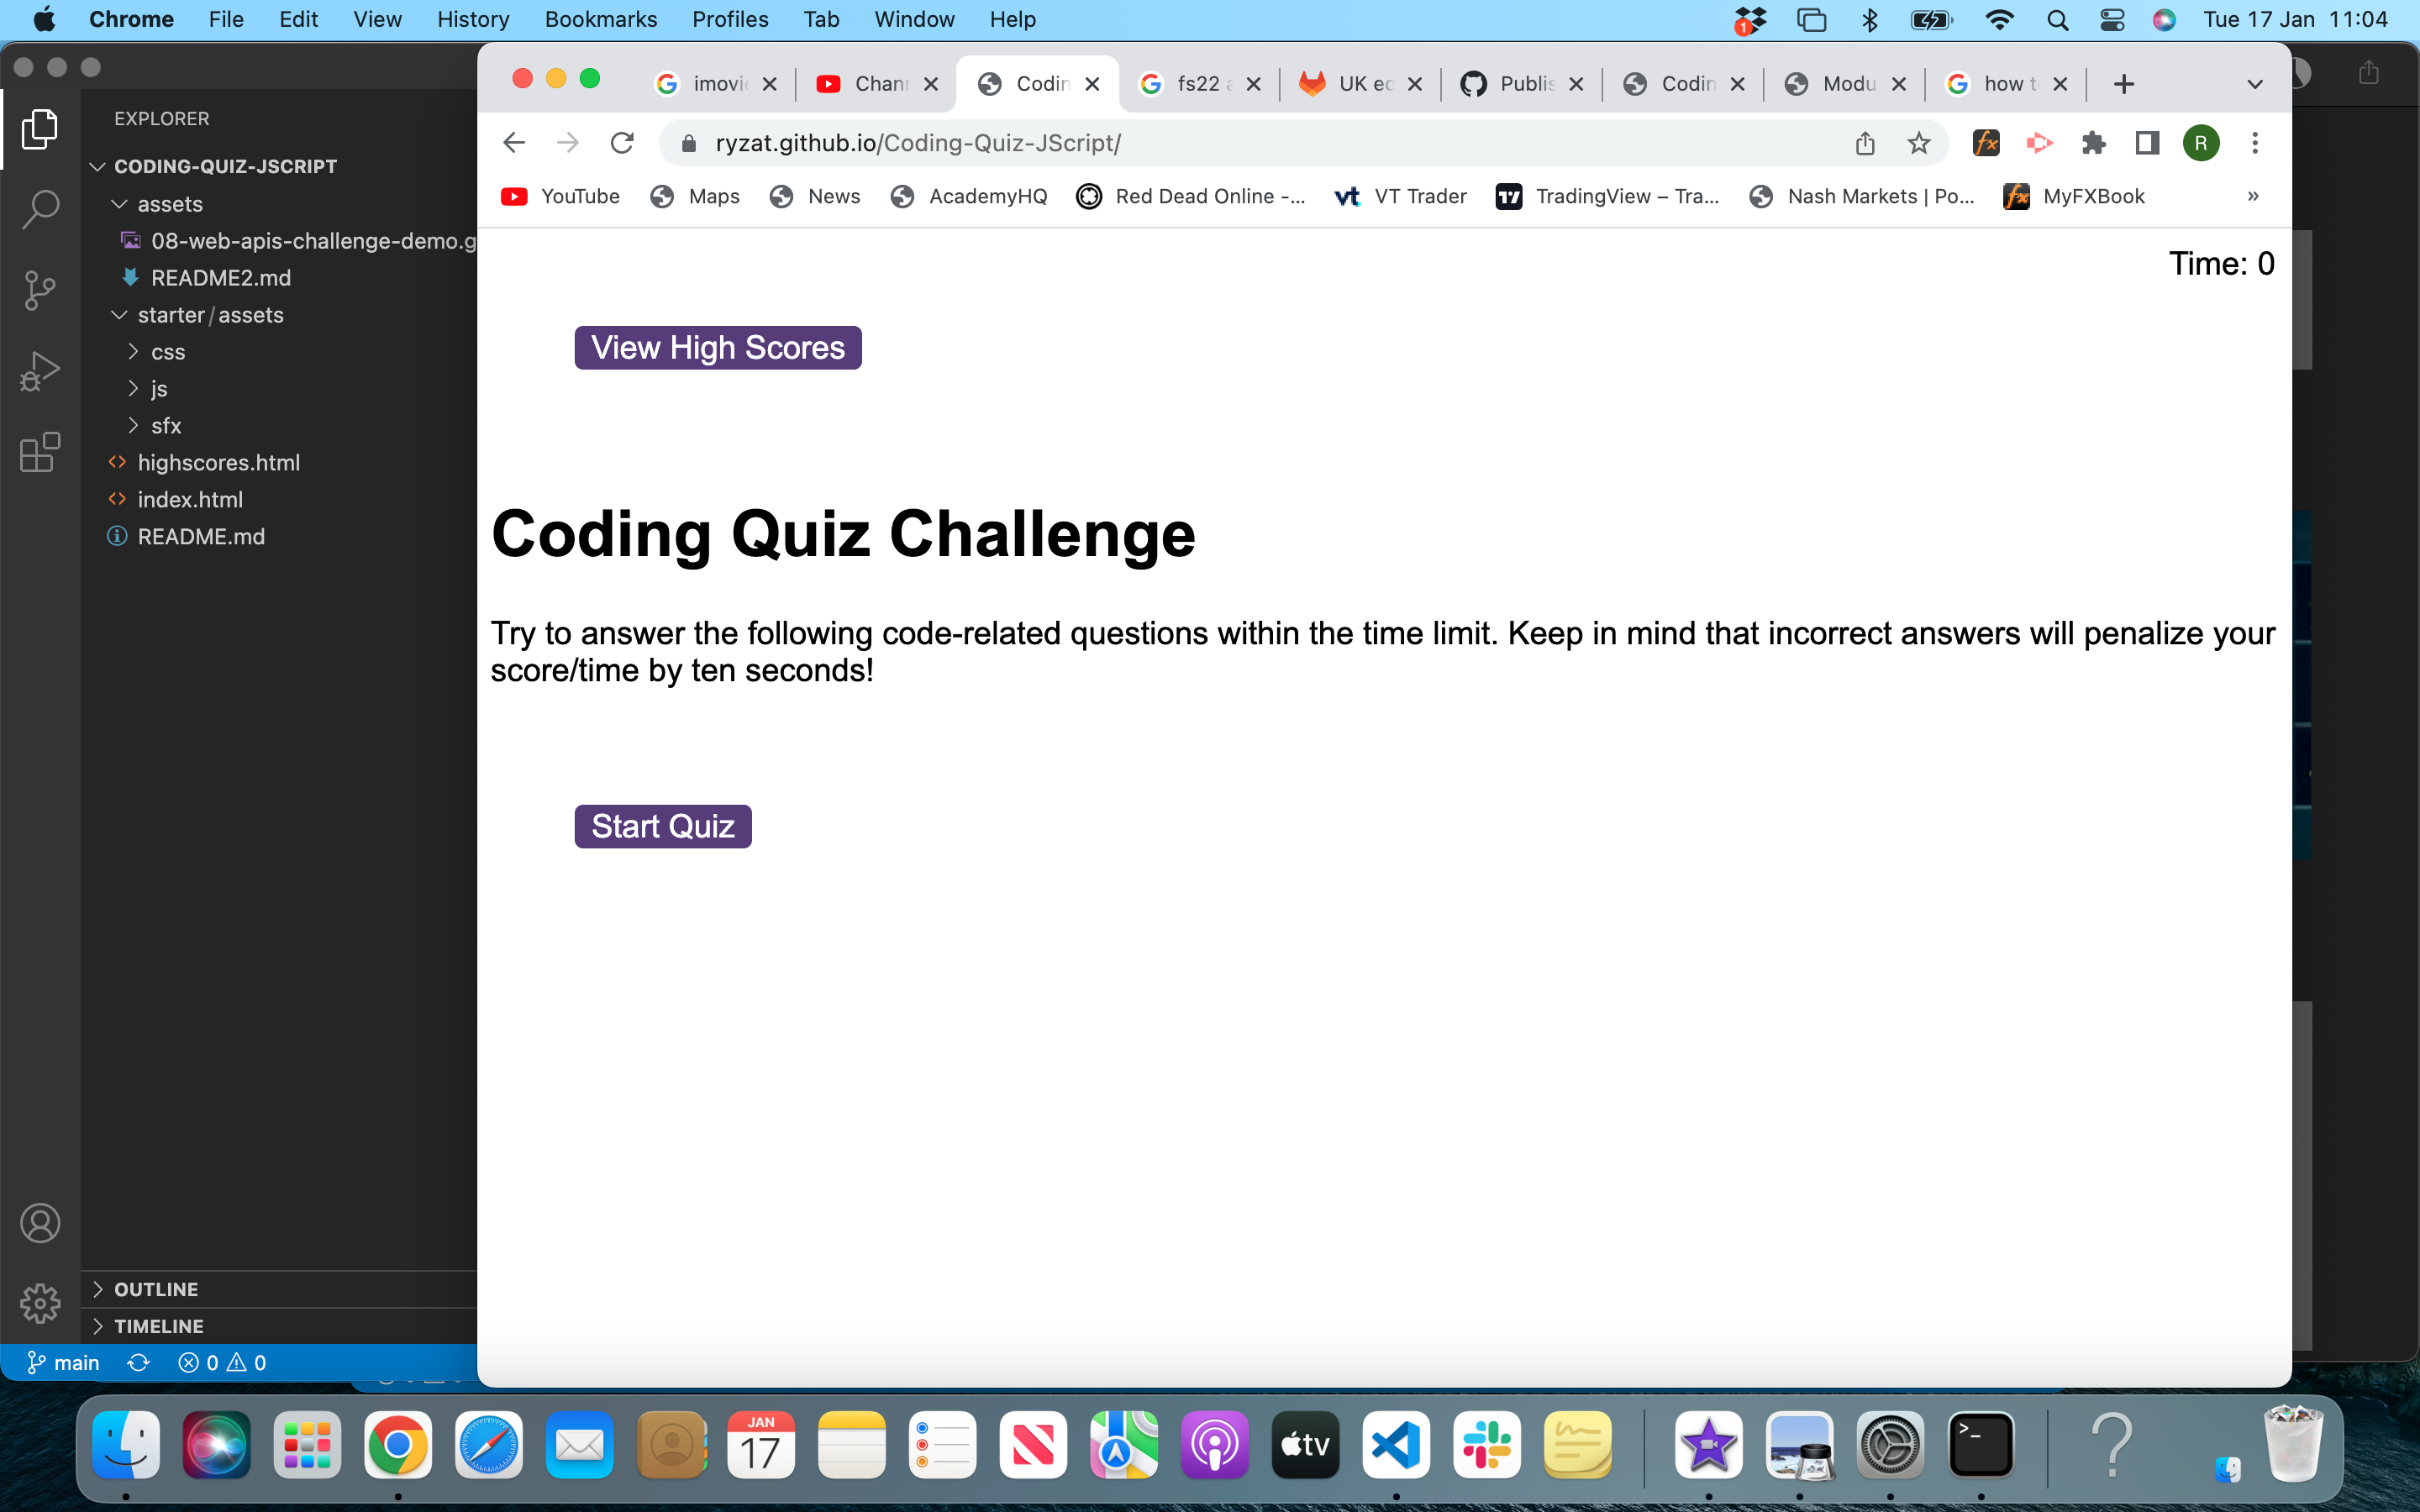 Chrome File Edit View History Bookmarks Profiles Tab Window Help
1
Tue 17 Jan 11:04
EXPLORER
CODING-QUIZ-JSCRIPT
assets
08-web-apis-challenge-demo.g
README2.md
starter/assets
css
js
sfx
highscores.html
index.html
README.md
OUTLINE
TIMELINE
main
0 0
imovi
Chan
Codin
fs22 a
UK ed
Publis
Codin
Modu
how t
ryzat.github.io/Coding-Quiz-JScript/
fx
R
YouTube
Maps
News
AcademyHQ
Red Dead Online -...
VT Trader
TradingView – Tra...
Nash Markets | Po...
MyFXBook
»
Time: 0
View High Scores
Coding Quiz Challenge
Try to answer the following code-related questions within the time limit. Keep in mind that incorrect answers will penalize your
score/time by ten seconds!
Start Quiz
JAN
17
tv